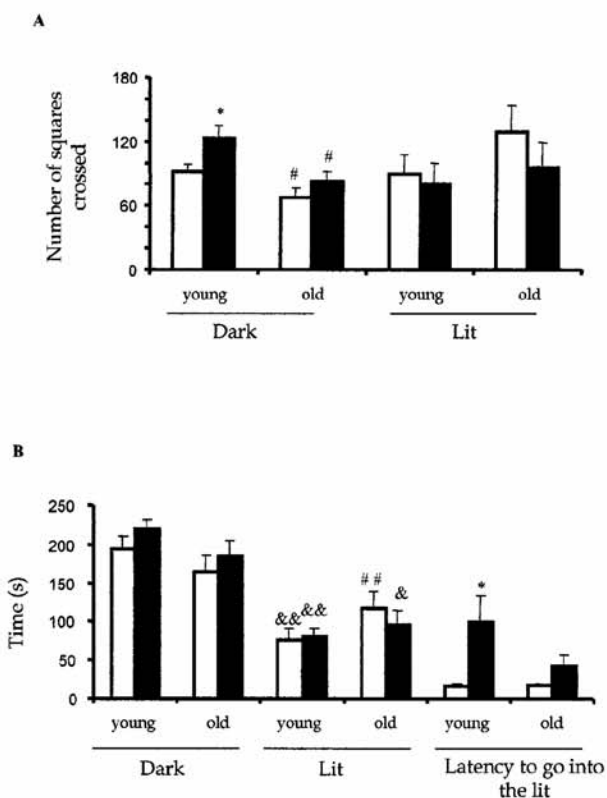 A
Number of squares
crossed
180
120
60
0
*
#
#
young
old
young
old
Dark
Lit
B
Time (s)
250
200
150
100
50
0
&&
&&
##
&
*
young
old
young
old
young
old
Dark
Lit
Latency to go into
the lit